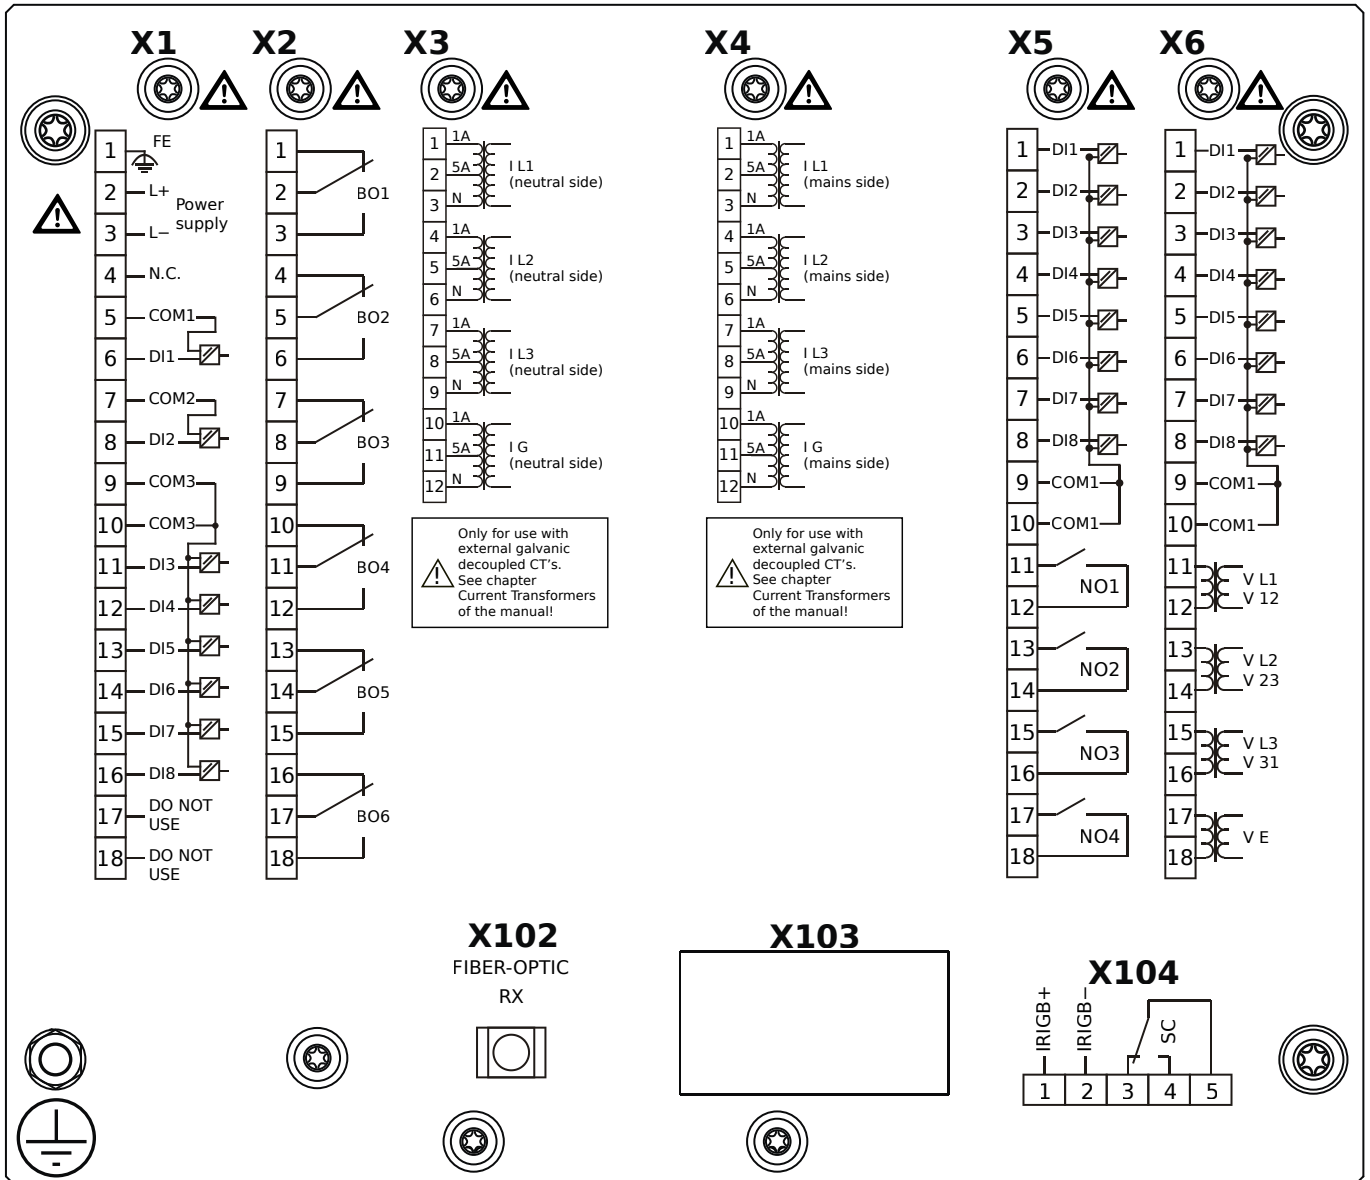 X1
X2
X3
X4
X5
X6
1
FE
2
L+
Power
supply
3
L−
4
N.C.
5
COM1
6
DI1
7
COM2
8
DI2
9
COM3
10
COM3
11
DI3
12
DI4
13
DI5
14
DI6
15
DI7
16
DI8
17
DO NOT
USE
18
DO NOT
USE
1
2
BO1
3
4
5
BO2
6
7
8
BO3
9
10
11
BO4
12
13
14
BO5
15
16
17
BO6
18
1
1A
2
5A
I L1
(neutral side)
3
N
4
1A
5
5A
I L2
(neutral side)
6
N
7
1A
8
5A
I L3
(neutral side)
9
N
10
1A
11
5A
I G
(neutral side)
12
N
Only for use with
external galvanic
decoupled CT's.
See chapter
Current Transformers
of the manual!
1
1A
2
5A
I L1
(mains side)
3
N
4
1A
5
5A
I L2
(mains side)
6
N
7
1A
8
5A
I L3
(mains side)
9
N
10
1A
11
5A
I G
(mains side)
12
N
Only for use with
external galvanic
decoupled CT's.
See chapter
Current Transformers
of the manual!
1
DI1
2
DI2
3
DI3
4
DI4
5
DI5
6
DI6
7
DI7
8
DI8
9
COM1
10
COM1
11
NO1
12
13
NO2
14
15
NO3
16
17
NO4
18
1
DI1
2
DI2
3
DI3
4
DI4
5
DI5
6
DI6
7
DI7
8
DI8
9
COM1
10
COM1
11
V L1
V 12
12
13
V L2
V 23
14
15
V L3
V 31
16
17
V E
18
X102
FIBER-OPTIC
RX
X103
X104
IRIGB+
IRIGB−
SC
1
2
3
4
5